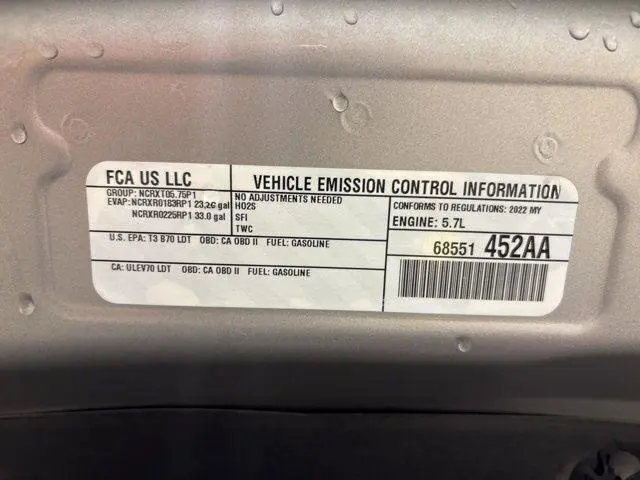 FCA US LLC
VEHICLE EMISSION CONTROL INFORMATION
GROUP: NCRXT05.75P1
EVAP: NCRXR0183RP1 23,26 gal
NCRXR0225RP1 33.0 gal
NO ADJUSTMENTS NEEDED
HO2S
SFI
TWC
CONFORMS TO REGULATIONS: 2022 MY
ENGINE: 5.7L
U.S. EPA: T3 B70 LDT OBD: CA OBD II FUEL: GASOLINE
68551 452AA
CA: ULEV70 LDT OBD: CA OBD II FUEL: GASOLINE